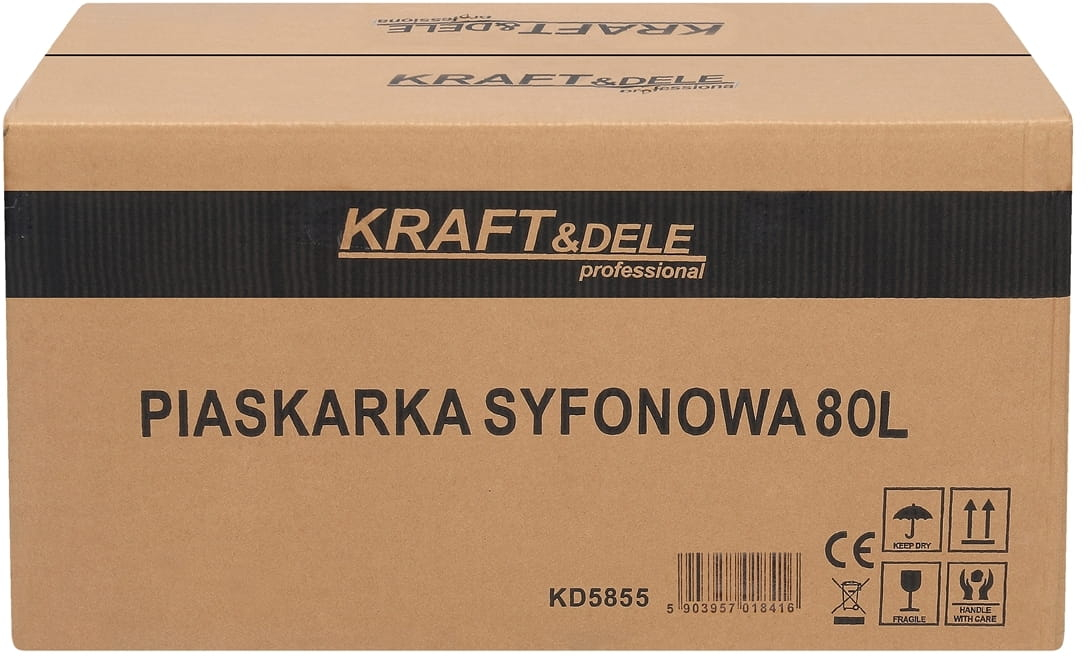 KRAFT&DELE
professional
KRAFT&DELE
professional
KRAFT&DELE
professional
PIASKARKA SYFONOWA 80L
KD5855
5 903957 018416
CE
KEEP DRY
FRAGILE
HANDLE
WITH CARE